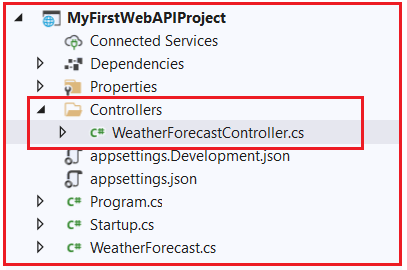 MyFirstWebAPIProject
Connected Services
Dependencies
Properties
Controllers
C# WeatherForecastController.cs
appsettings.Development.json
appsettings.json
C# Program.cs
C# Startup.cs
C# WeatherForecast.cs